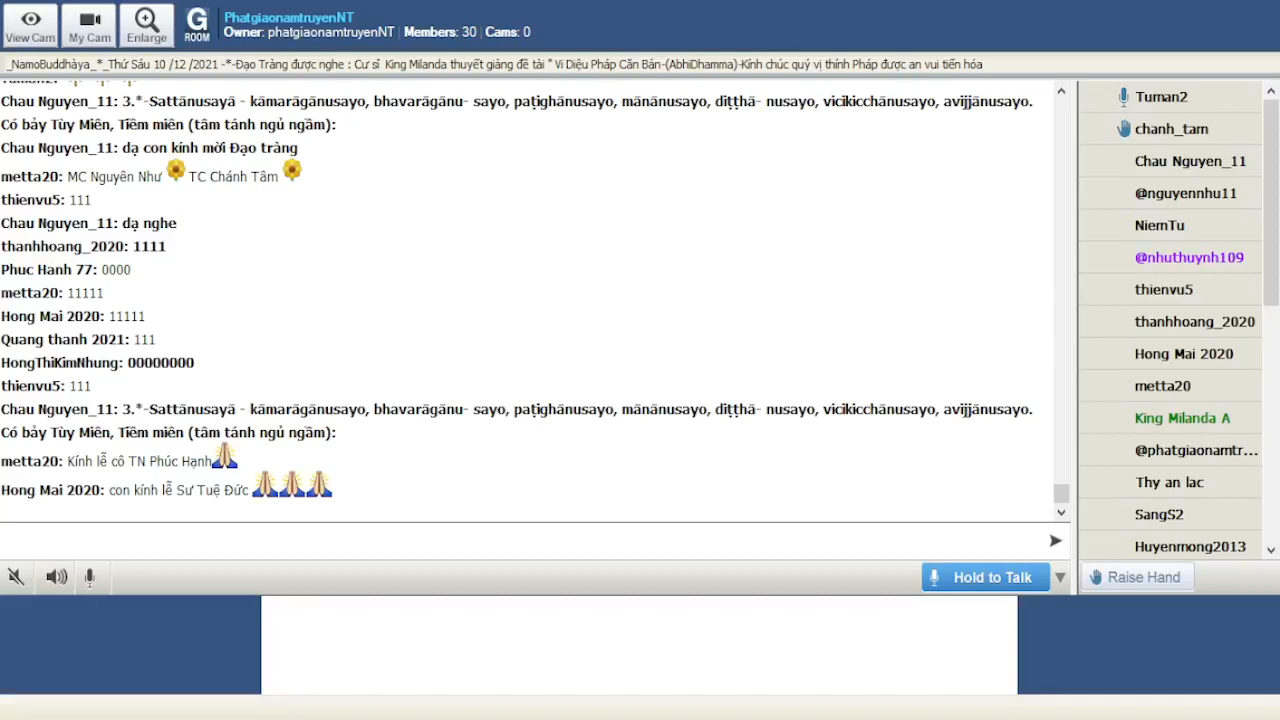 View Cam
My Cam
Enlarge
G
ROOM
PhatgiaonamtruyenNT
Owner: phatgiaonamtruyenNT | Members: 30 | Cams: 0
_NamoBuddhàya_*_Thứ Sáu 10 /12 /2021 -*-Đạo Tràng được nghe : Cư sĩ King Milanda thuyết giảng đề tài " Vi Diệu Pháp Căn Bản-(AbhiDhamma)-Kính chúc quý vị thính Pháp được an vui tiến hóa
Chau Nguyen_11: 3.*-Sattānusayā - kāmarāgānusayo, bhavarāgānu- sayo, paṭighānusayo, mānānusayo, diṭṭhā- nusayo, vicikicchānusayo, avijjānusayo.
Có bảy Tùy Miên, Tiềm miên (tâm tánh ngủ ngầm):
Chau Nguyen_11: dạ con kính mời Đạo tràng
metta20: MC Nguyên Như TC Chánh Tâm
thienvu5: 111
Chau Nguyen_11: dạ nghe
thanhhoang_2020: 1111
Phuc Hanh 77: 0000
metta20: 11111
Hong Mai 2020: 11111
Quang thanh 2021: 111
HongThiKimNhung: 00000000
thienvu5: 111
Chau Nguyen_11: 3.*-Sattānusayā - kāmarāgānusayo, bhavarāgānu- sayo, paṭighānusayo, mānānusayo, diṭṭhā- nusayo, vicikicchānusayo, avijjānusayo.
Có bảy Tùy Miên, Tiềm miên (tâm tánh ngủ ngầm):
metta20: Kính lễ cô TN Phúc Hạnh
Hong Mai 2020: con kính lễ Sư Tuệ Đức
Hold to Talk
Tuman2
chanh_tam
Chau Nguyen_11
@nguyennhu11
NiemTu
@nhuthuynh109
thienvu5
thanhhoang_2020
Hong Mai 2020
metta20
King Milanda A
@phatgiaonamtr...
Thy an lac
SangS2
Huyenmong2013
Raise Hand